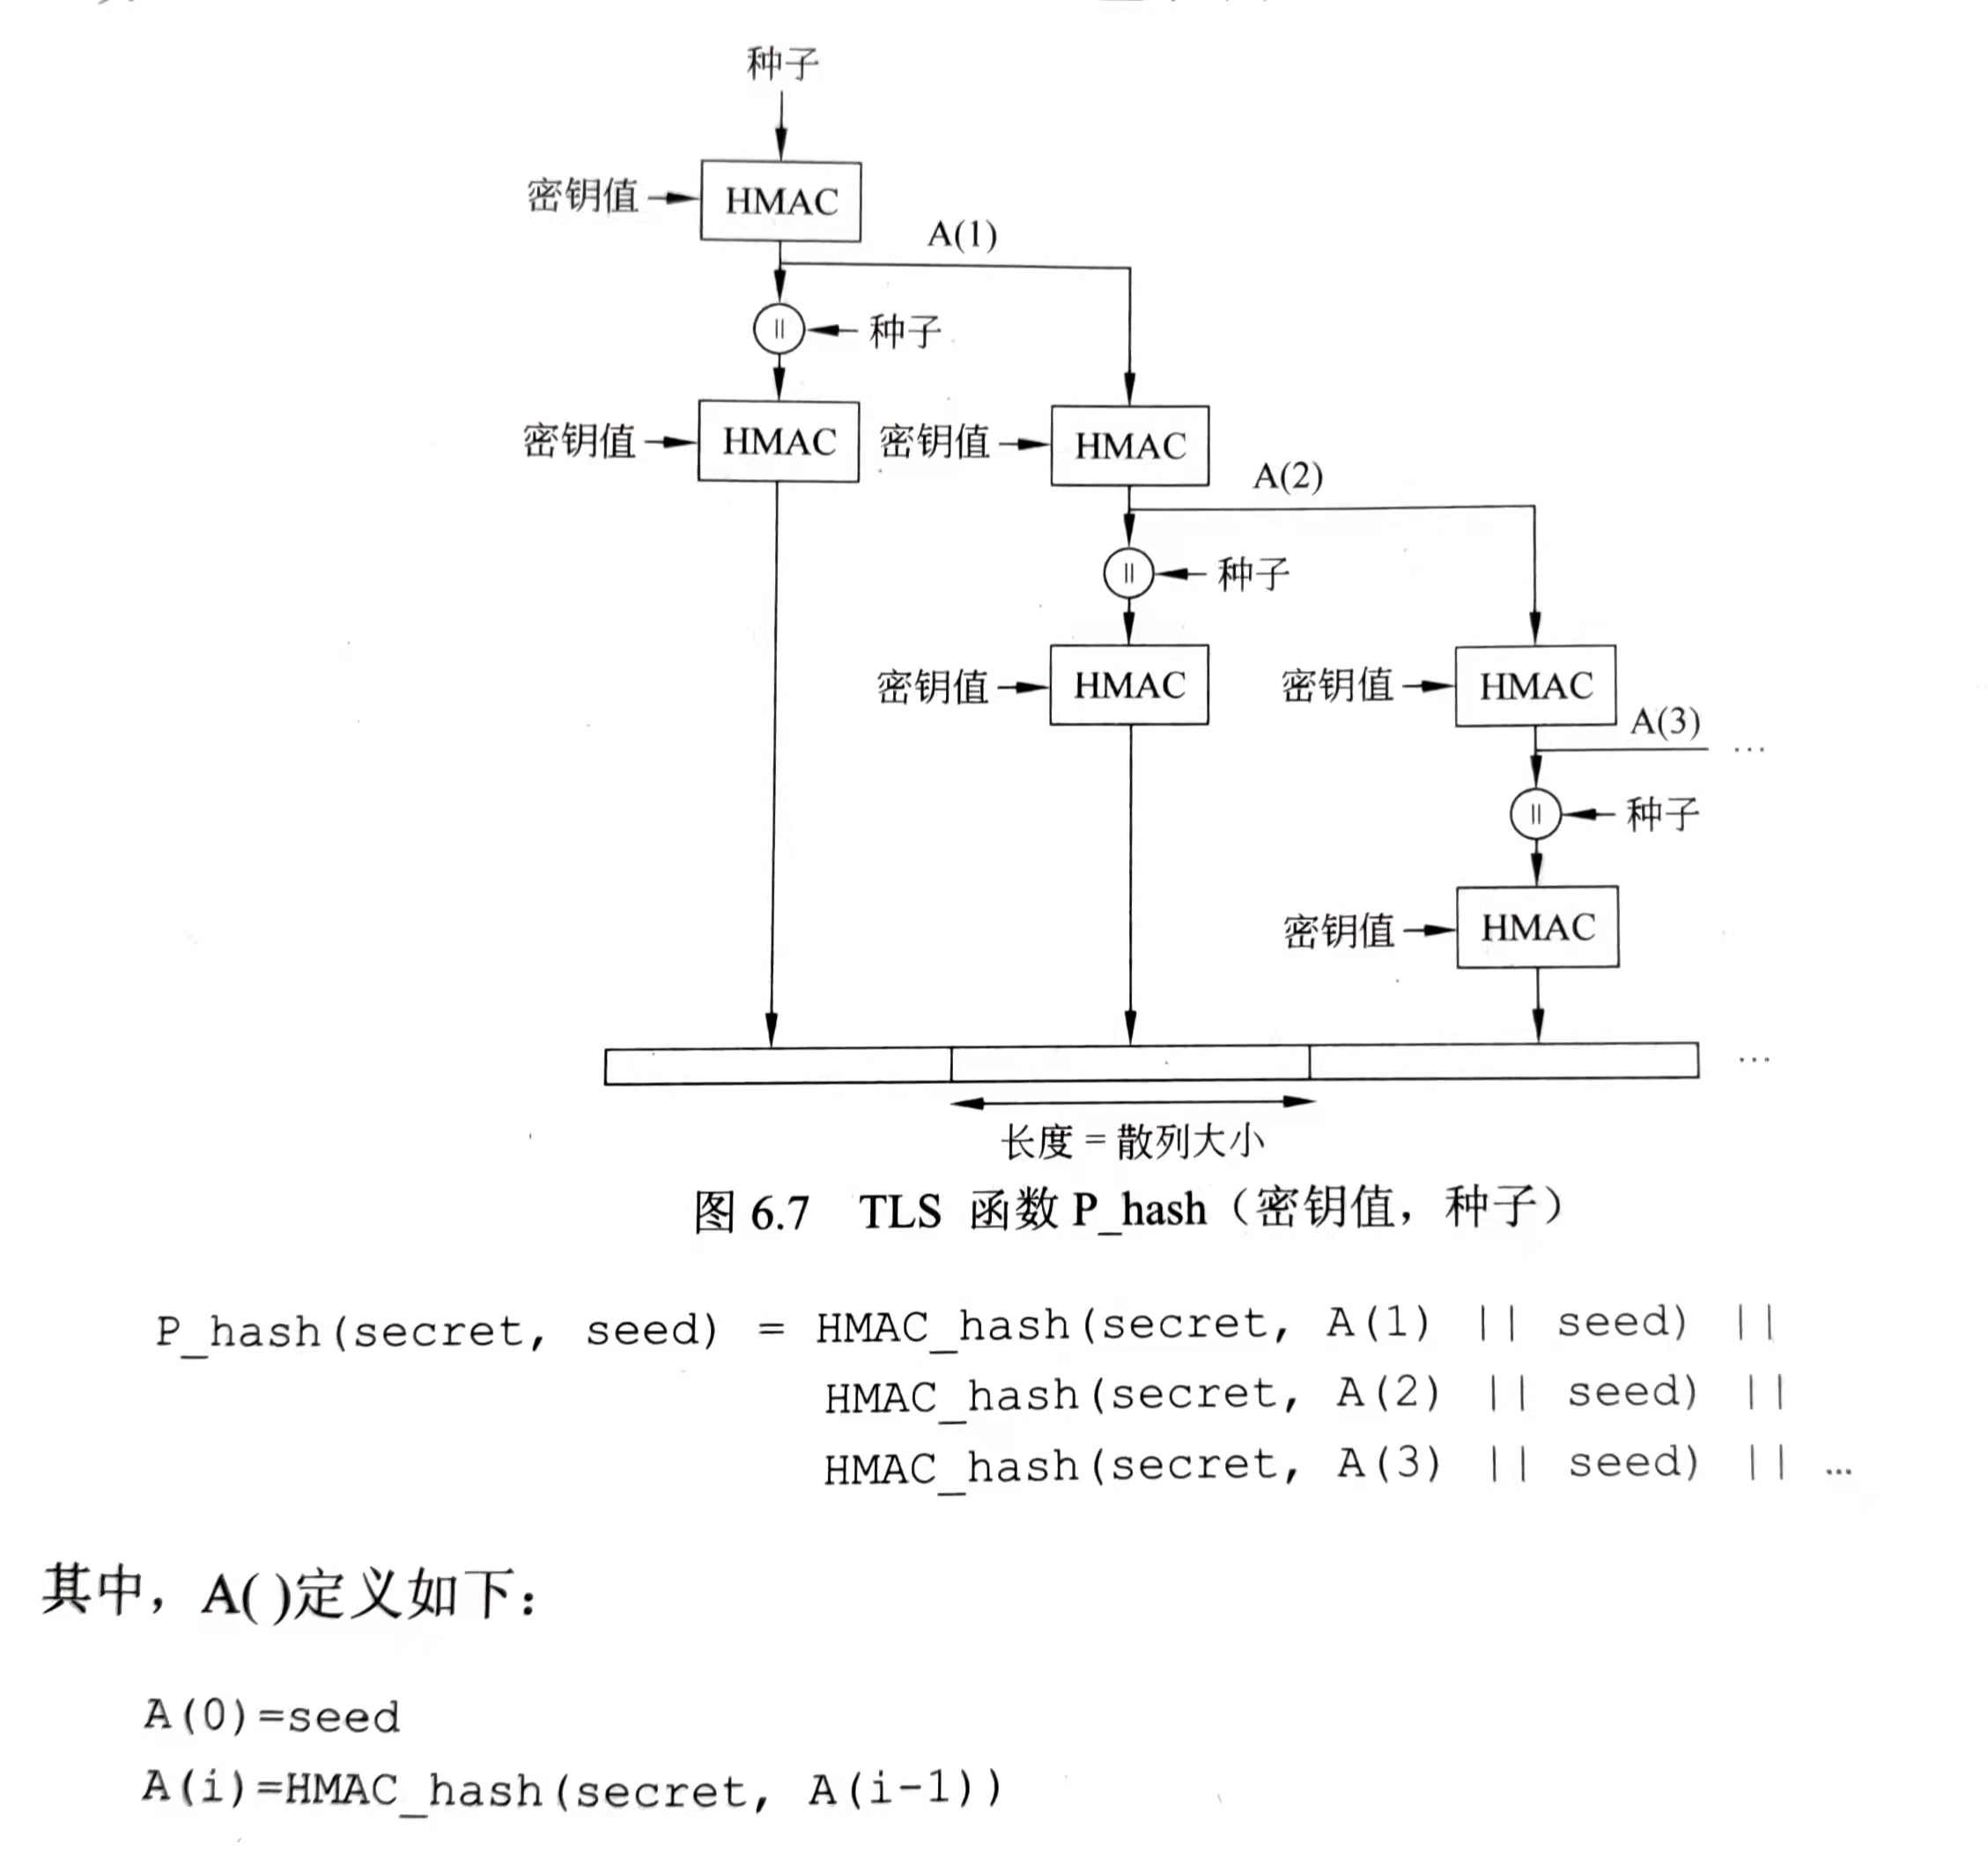 种子
密钥值
HMAC
A(1)
||
种子
密钥值
HMAC
密钥值
HMAC
A(2)
||
种子
密钥值
HMAC
密钥值
HMAC
A(3)
…
||
种子
密钥值
HMAC
…
长度 = 散列大小
图 6.7 TLS 函数 P_hash（密钥值，种子）
P_hash(secret, seed) = HMAC_hash(secret, A(1) || seed) ||
HMAC_hash(secret, A(2) || seed) ||
HMAC_hash(secret, A(3) || seed) || …
其中，A( )定义如下：
A(0)=seed
A(i)=HMAC_hash(secret, A(i-1))